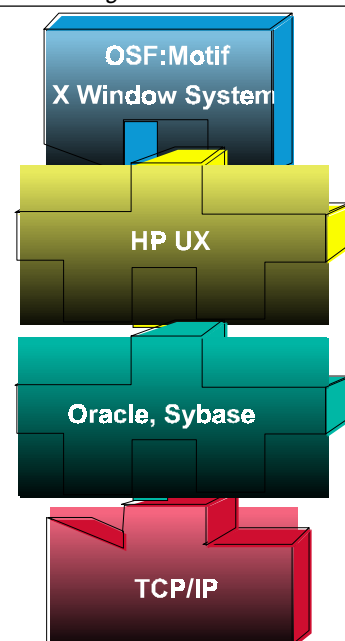 OSF:Motif
X Window System
HP UX
Oracle, Sybase
TCP/IP